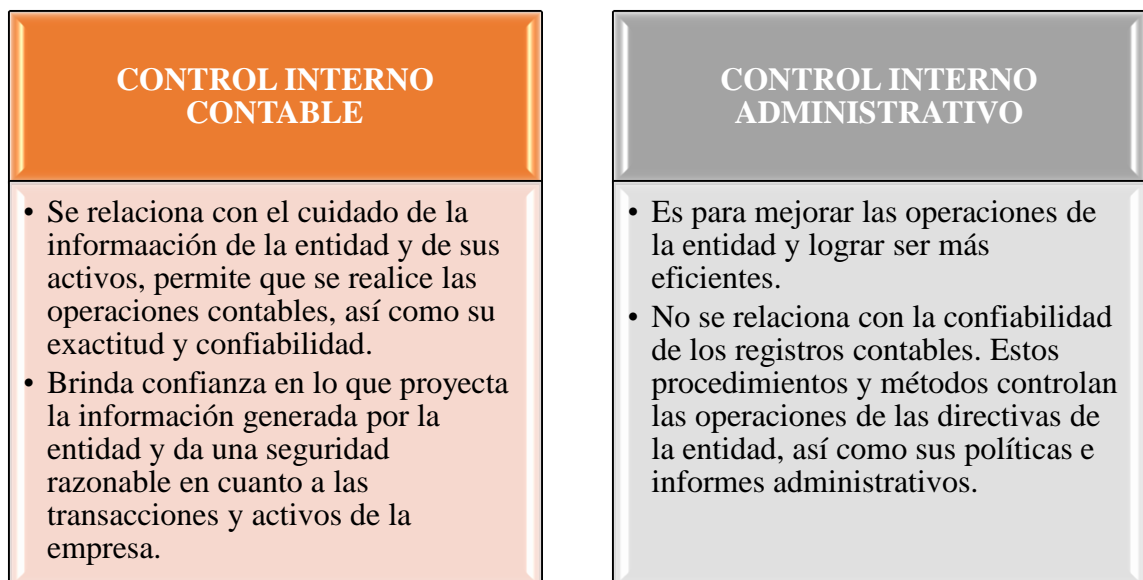 CONTROL INTERNO
CONTABLE
• Se relaciona con el cuidado de la
informaación de la entidad y de sus
activos, permite que se realice las
operaciones contables, así como su
exactitud y confiabilidad.
• Brinda confianza en lo que proyecta
la información generada por la
entidad y da una seguridad
razonable en cuanto a las
transacciones y activos de la
empresa.
CONTROL INTERNO
ADMINISTRATIVO
• Es para mejorar las operaciones de
la entidad y lograr ser más
eficientes.
• No se relaciona con la confiabilidad
de los registros contables. Estos
procedimientos y métodos controlan
las operaciones de las directivas de
la entidad, así como sus políticas e
informes administrativos.